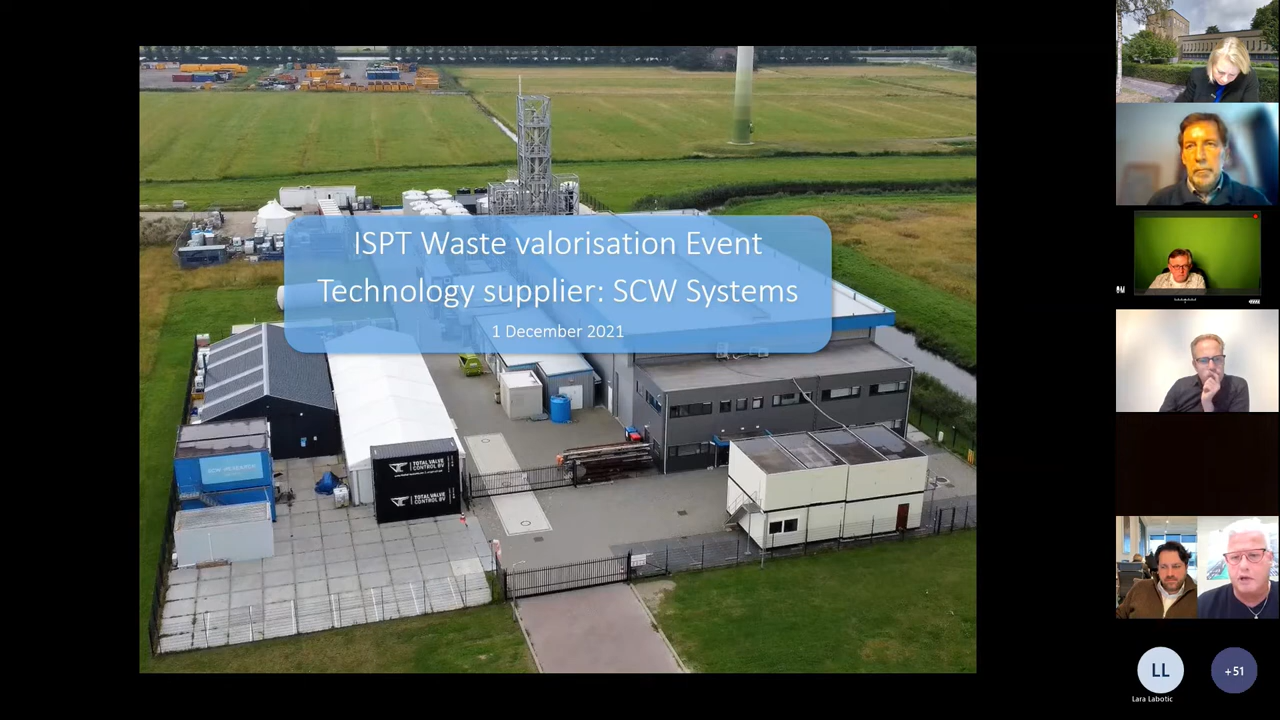 ISPT Waste valorisation Event
Technology supplier: SCW Systems
1 December 2021
TOTAL VALVE
CONTROL BV
TOTAL VALVE
CONTROL BV
LL
+51
Lara Labotic